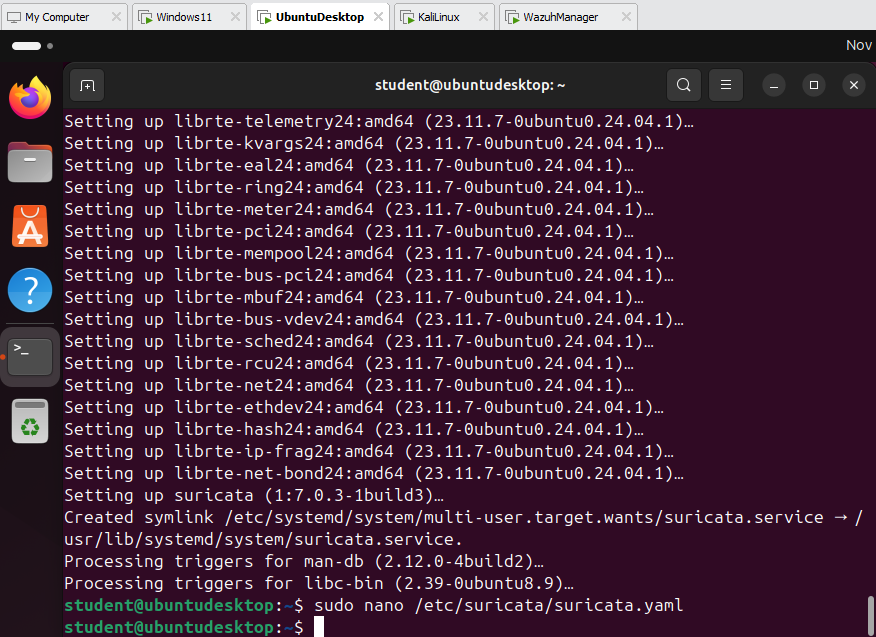 My Computer
Windows11
UbuntuDesktop
KaliLinux
WazuhManager
Nov
student@ubuntudesktop: ~
Setting up librte-telemetry24:amd64 (23.11.7-0ubuntu0.24.04.1)…
Setting up librte-kvargs24:amd64 (23.11.7-0ubuntu0.24.04.1)…
Setting up librte-eal24:amd64 (23.11.7-0ubuntu0.24.04.1)…
Setting up librte-ring24:amd64 (23.11.7-0ubuntu0.24.04.1)…
Setting up librte-meter24:amd64 (23.11.7-0ubuntu0.24.04.1)…
Setting up librte-pci24:amd64 (23.11.7-0ubuntu0.24.04.1)…
Setting up librte-mempool24:amd64 (23.11.7-0ubuntu0.24.04.1)…
Setting up librte-bus-pci24:amd64 (23.11.7-0ubuntu0.24.04.1)…
Setting up librte-mbuf24:amd64 (23.11.7-0ubuntu0.24.04.1)…
Setting up librte-bus-vdev24:amd64 (23.11.7-0ubuntu0.24.04.1)…
Setting up librte-sched24:amd64 (23.11.7-0ubuntu0.24.04.1)…
Setting up librte-rcu24:amd64 (23.11.7-0ubuntu0.24.04.1)…
Setting up librte-net24:amd64 (23.11.7-0ubuntu0.24.04.1)…
Setting up librte-ethdev24:amd64 (23.11.7-0ubuntu0.24.04.1)…
Setting up librte-hash24:amd64 (23.11.7-0ubuntu0.24.04.1)…
Setting up librte-ip-frag24:amd64 (23.11.7-0ubuntu0.24.04.1)…
Setting up librte-net-bond24:amd64 (23.11.7-0ubuntu0.24.04.1)…
Setting up suricata (1:7.0.3-1build3)…
Created symlink /etc/systemd/system/multi-user.target.wants/suricata.service → /
usr/lib/systemd/system/suricata.service.
Processing triggers for man-db (2.12.0-4build2)…
Processing triggers for libc-bin (2.39-0ubuntu8.9)…
student@ubuntudesktop:~$ sudo nano /etc/suricata/suricata.yaml
student@ubuntudesktop:~$